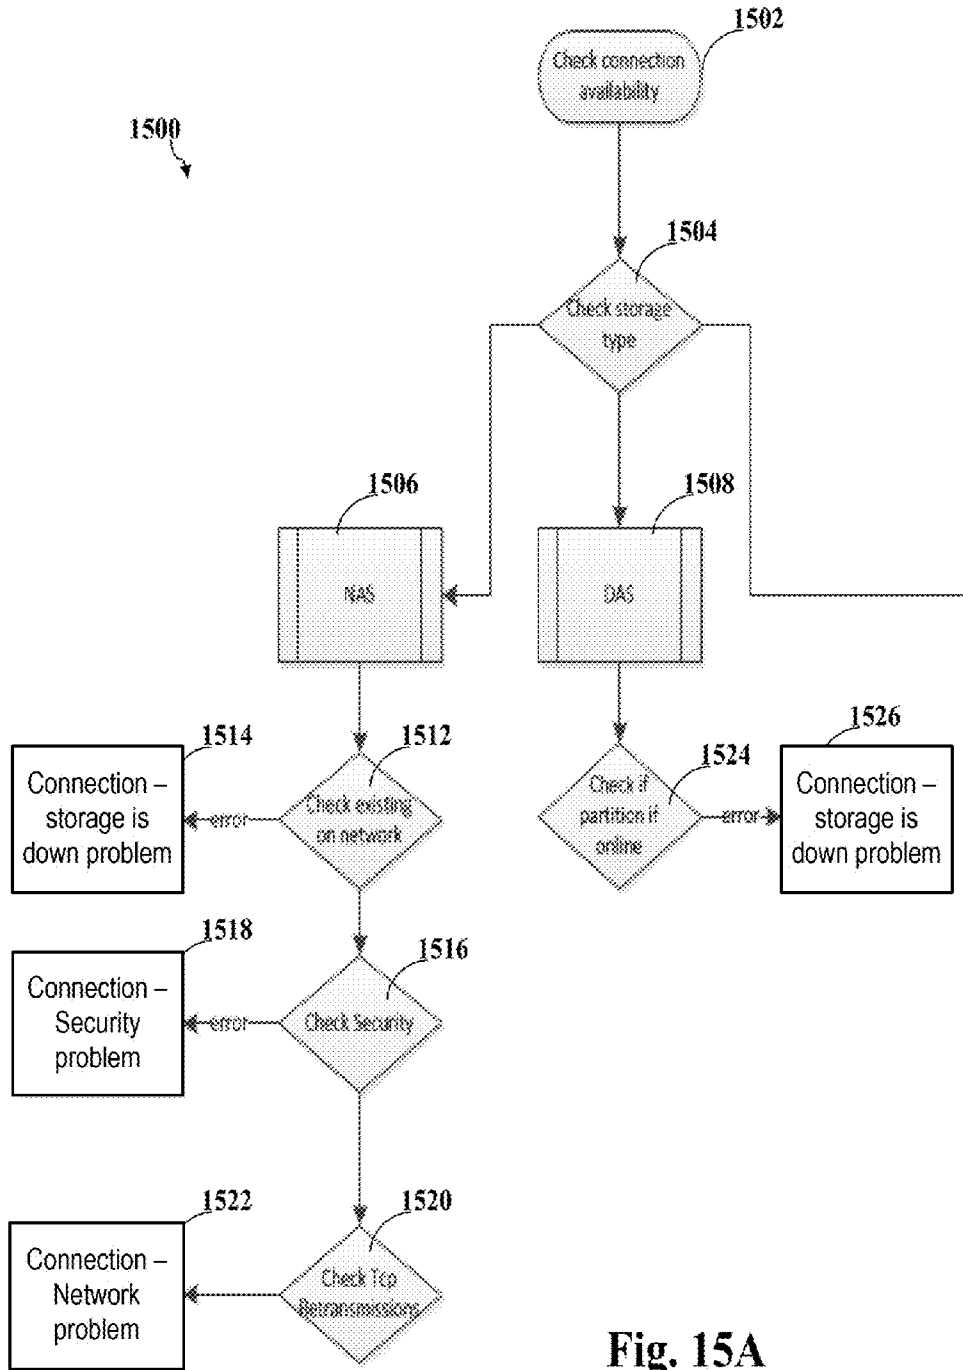 1502
Check connection
availability
1500
1504
Check storage
type
1506
1508
NAS
DAS
1514
1512
1524
1526
Connection –
storage is
down problem
error
Check existing
on network
Check if
partition if
online
error
Connection –
storage is
down problem
1518
1516
Connection –
Security
problem
error
Check Security
1522
1520
Connection –
Network
problem
Check Tcp
Retransmissions
Fig. 15A